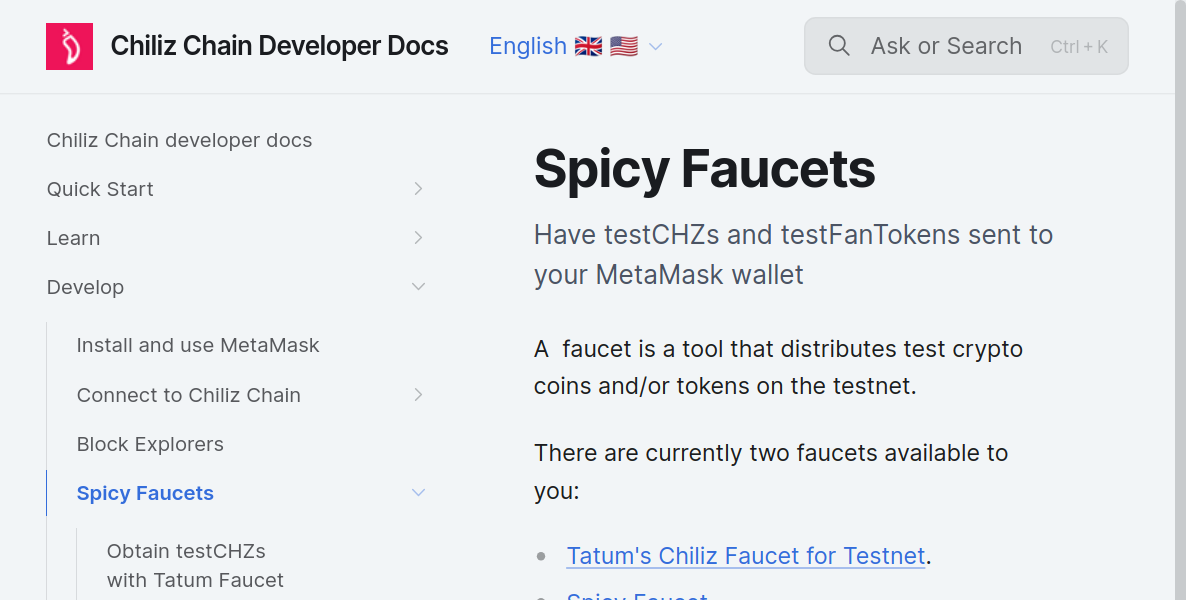 Chiliz Chain Developer Docs
English 🇬🇧 🇺🇸
Ask or Search Ctrl + K
Chiliz Chain developer docs
Quick Start
Learn
Develop
Install and use MetaMask
Connect to Chiliz Chain
Block Explorers
Spicy Faucets
Obtain testCHZs
with Tatum Faucet
Spicy Faucets
Have testCHZs and testFanTokens sent to
your MetaMask wallet
A faucet is a tool that distributes test crypto
coins and/or tokens on the testnet.
There are currently two faucets available to
you:
Tatum's Chiliz Faucet for Testnet.
Spicy Faucet